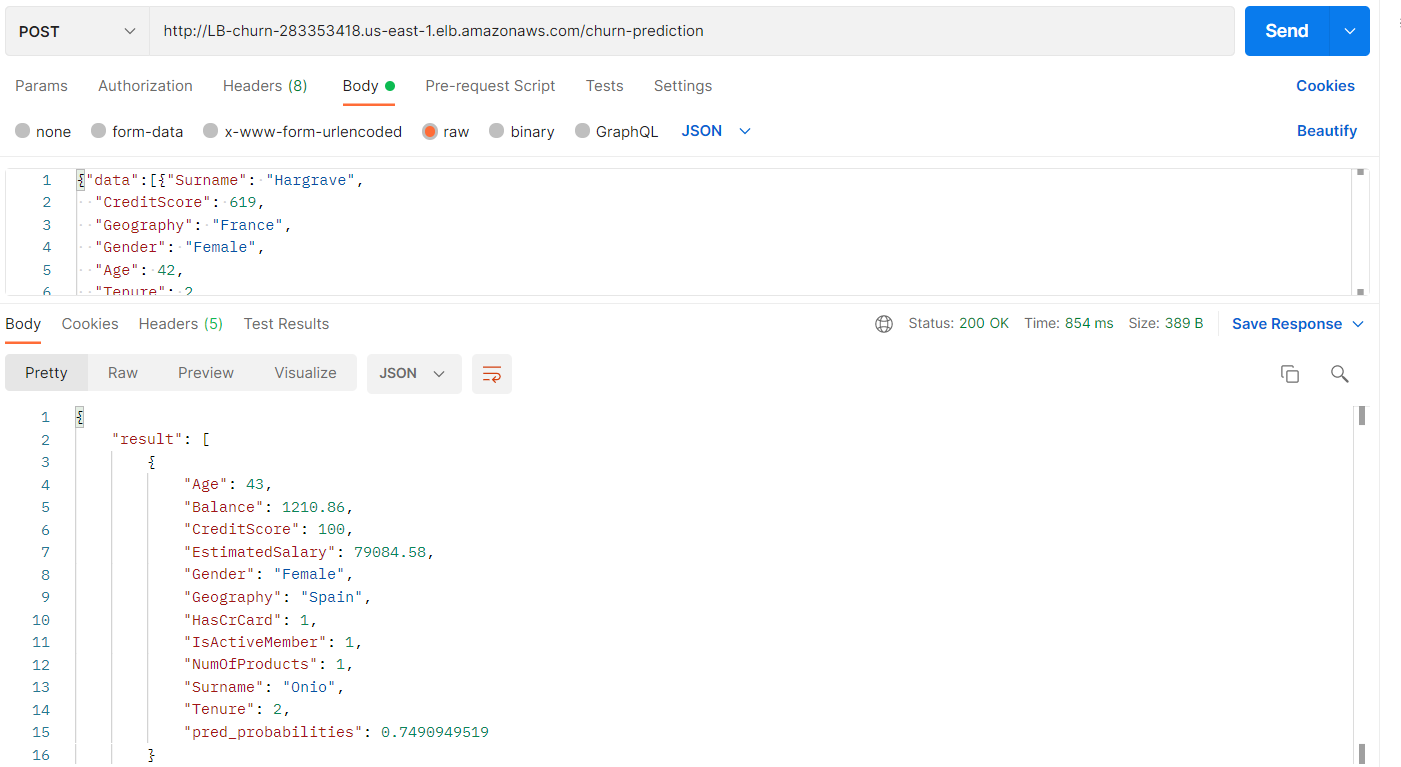 POST http://LB-churn-283353418.us-east-1.elb.amazonaws.com/churn-prediction Send
Params Authorization Headers (8) Body Pre-request Script Tests Settings Cookies
none form-data x-www-form-urlencoded raw binary GraphQL JSON Beautify
1 {"data":[{"Surname": "Hargrave",
2 "CreditScore": 619,
3 "Geography": "France",
4 "Gender": "Female",
5 "Age": 42,
6 "Tenure": 2
Body Cookies Headers (5) Test Results Status: 200 OK Time: 854 ms Size: 389 B Save Response
Pretty Raw Preview Visualize JSON
1 {
2 "result": [
3 {
4 "Age": 43,
5 "Balance": 1210.86,
6 "CreditScore": 100,
7 "EstimatedSalary": 79084.58,
8 "Gender": "Female",
9 "Geography": "Spain",
10 "HasCrCard": 1,
11 "IsActiveMember": 1,
12 "NumOfProducts": 1,
13 "Surname": "Onio",
14 "Tenure": 2,
15 "pred_probabilities": 0.7490949519
16 }